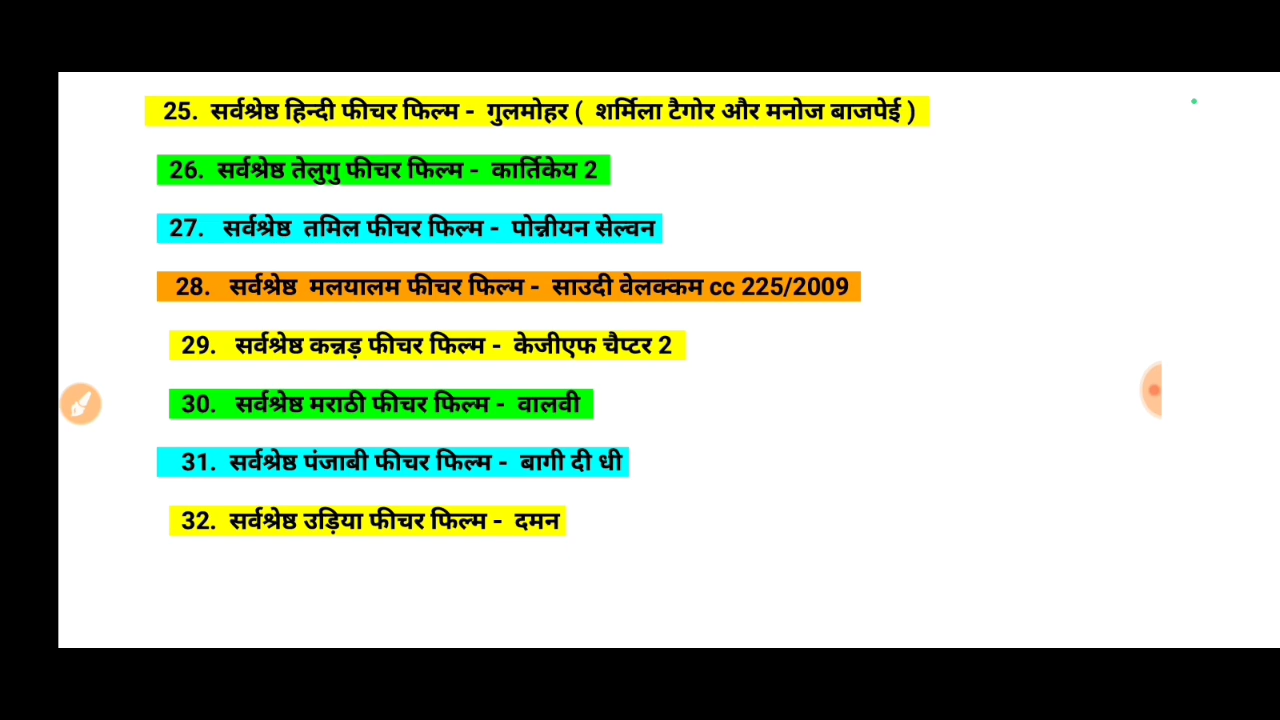 25. सर्वश्रेष्ठ हिन्दी फीचर फिल्म - गुलमोहर ( शर्मिला टैगोर और मनोज बाजपेई )
26. सर्वश्रेष्ठ तेलुगु फीचर फिल्म - कार्तिकेय 2
27. सर्वश्रेष्ठ तमिल फीचर फिल्म - पोन्नीयन सेल्वन
28. सर्वश्रेष्ठ मलयालम फीचर फिल्म - साउदी वेलक्कम cc 225/2009
29. सर्वश्रेष्ठ कन्नड़ फीचर फिल्म - केजीएफ चैप्टर 2
30. सर्वश्रेष्ठ मराठी फीचर फिल्म - वालवी
31. सर्वश्रेष्ठ पंजाबी फीचर फिल्म - बागी दी धी
32. सर्वश्रेष्ठ उड़िया फीचर फिल्म - दमन